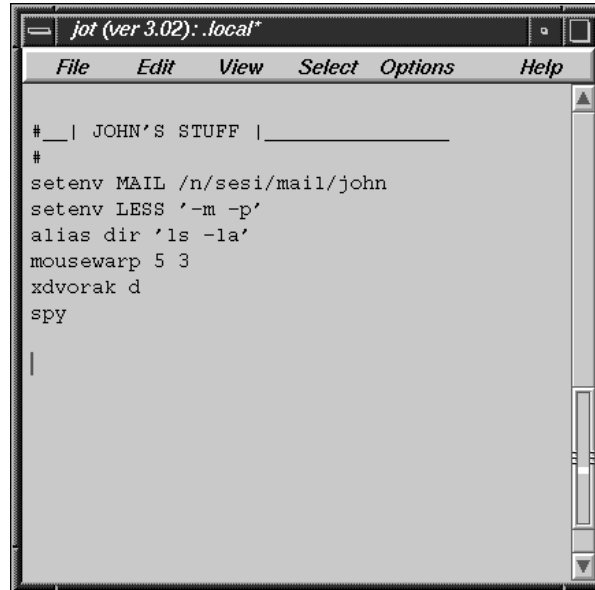 jot (ver 3.02): .local*
File Edit View Select Options Help
#__| JOHN'S STUFF |________________
#
setenv MAIL /n/sesi/mail/john
setenv LESS '-m -p'
alias dir 'ls -la'
mousewarp 5 3
xdvorak d
spy